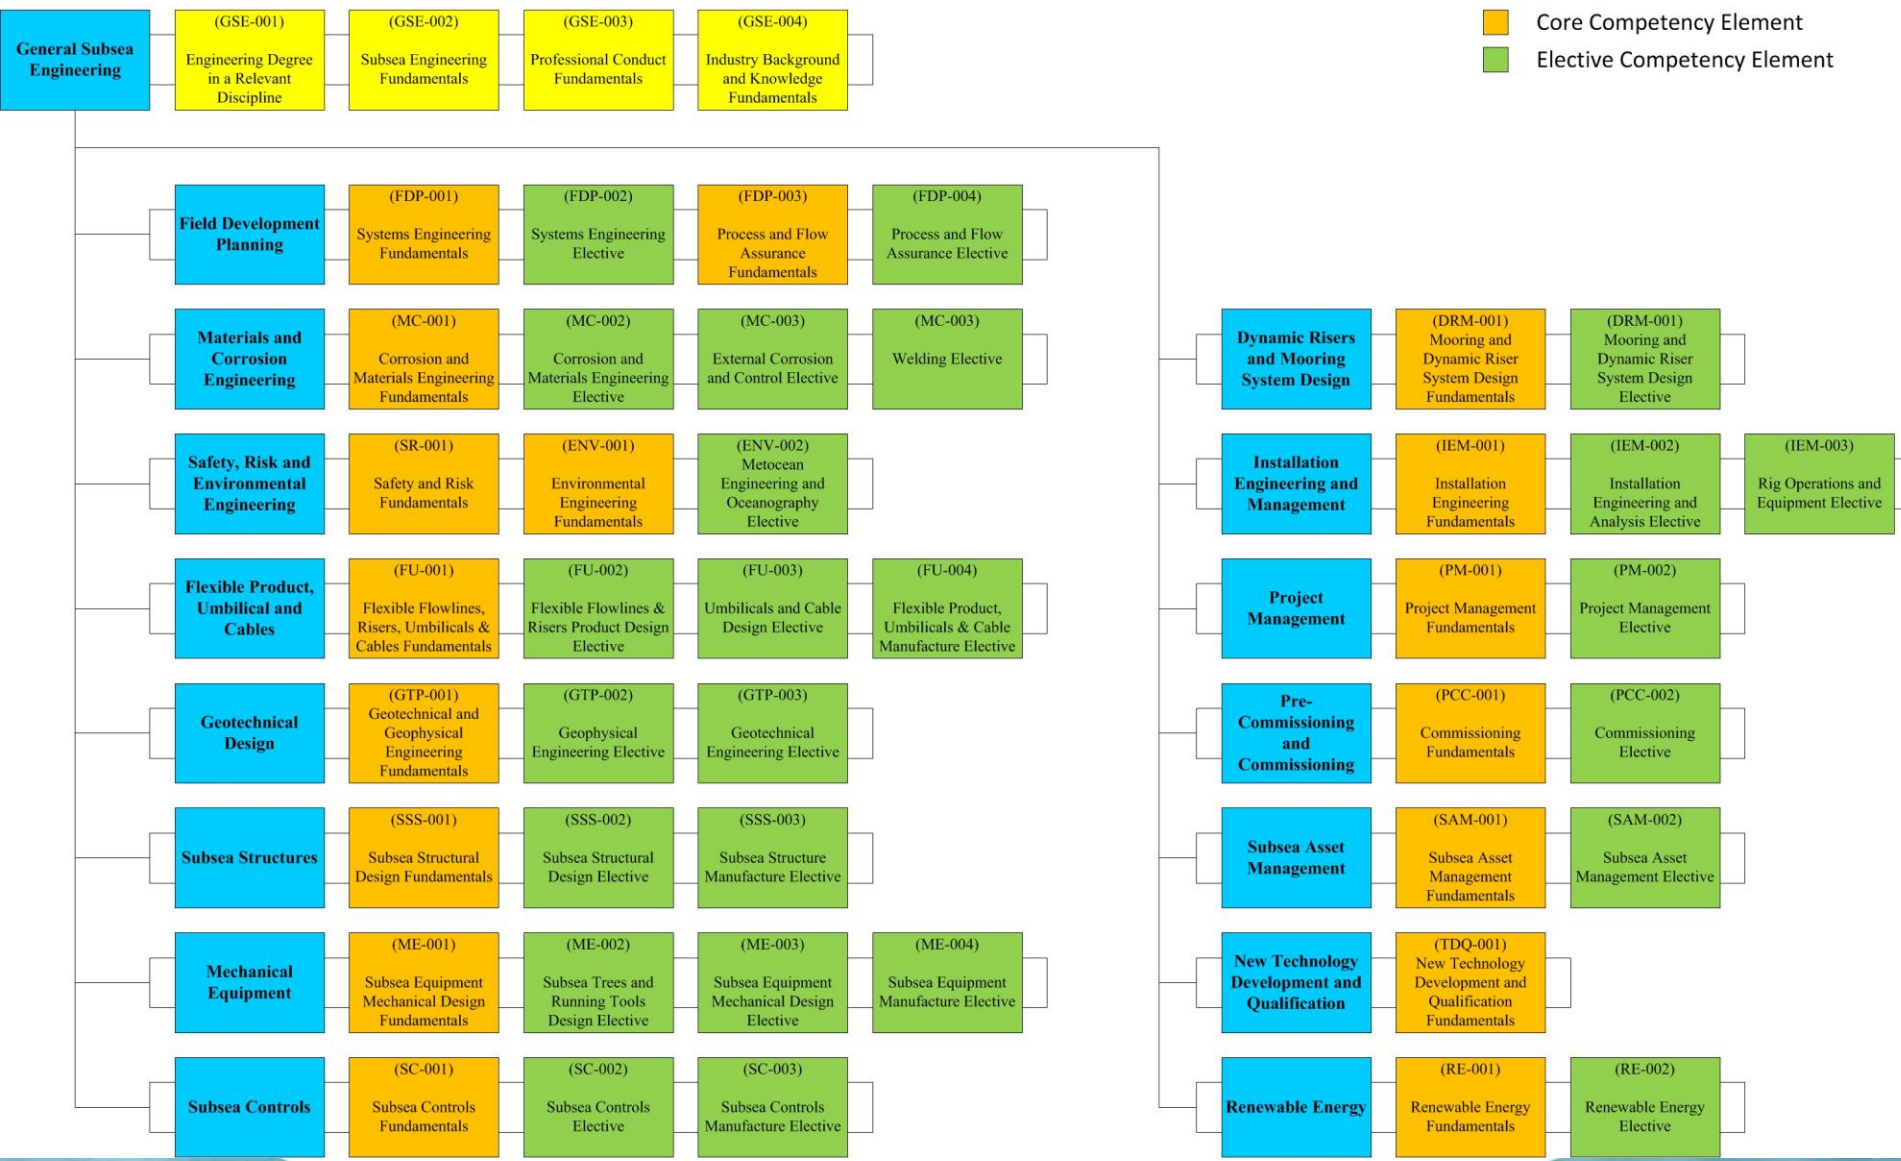 General Subsea
Engineering
(GSE-001)
Engineering Degree
in a Relevant
Discipline
(GSE-002)
Subsea Engineering
Fundamentals
(GSE-003)
Professional Conduct
Fundamentals
(GSE-004)
Industry Background
and Knowledge
Fundamentals
Core Competency Element
Elective Competency Element
Field Development
Planning
(FDP-001)
Systems Engineering
Fundamentals
(FDP-002)
Systems Engineering
Elective
(FDP-003)
Process and Flow
Assurance
Fundamentals
(FDP-004)
Process and Flow
Assurance Elective
Materials and
Corrosion
Engineering
(MC-001)
Corrosion and
Materials Engineering
Fundamentals
(MC-002)
Corrosion and
Materials Engineering
Elective
(MC-003)
External Corrosion
and Control Elective
(MC-003)
Welding Elective
Safety, Risk and
Environmental
Engineering
(SR-001)
Safety and Risk
Fundamentals
(ENV-001)
Environmental
Engineering
Fundamentals
(ENV-002)
Metocean
Engineering and
Oceanography
Elective
Flexible Product,
Umbilical and
Cables
(FU-001)
Flexible Flowlines,
Risers, Umbilicals &
Cables Fundamentals
(FU-002)
Flexible Flowlines &
Risers Product Design
Elective
(FU-003)
Umbilicals and Cable
Design Elective
(FU-004)
Flexible Product,
Umbilicals & Cable
Manufacture Elective
Geotechnical
Design
(GTP-001)
Geotechnical and
Geophysical
Engineering
Fundamentals
(GTP-002)
Geophysical
Engineering Elective
(GTP-003)
Geotechnical
Engineering Elective
Subsea Structures
(SSS-001)
Subsea Structural
Design Fundamentals
(SSS-002)
Subsea Structural
Design Elective
(SSS-003)
Subsea Structure
Manufacture Elective
Mechanical
Equipment
(ME-001)
Subsea Equipment
Mechanical Design
Fundamentals
(ME-002)
Subsea Trees and
Running Tools
Design Elective
(ME-003)
Subsea Equipment
Mechanical Design
Elective
(ME-004)
Subsea Equipment
Manufacture Elective
Subsea Controls
(SC-001)
Subsea Controls
Fundamentals
(SC-002)
Subsea Controls
Elective
(SC-003)
Subsea Controls
Manufacture Elective
Dynamic Risers
and Mooring
System Design
(DRM-001)
Mooring and
Dynamic Riser
System Design
Fundamentals
(DRM-001)
Mooring and
Dynamic Riser
System Design
Elective
Installation
Engineering and
Management
(IEM-001)
Installation
Engineering
Fundamentals
(IEM-002)
Installation
Engineering and
Analysis Elective
(IEM-003)
Rig Operations and
Equipment Elective
Project
Management
(PM-001)
Project Management
Fundamentals
(PM-002)
Project Management
Elective
Pre-
Commissioning
and
Commissioning
(PCC-001)
Commissioning
Fundamentals
(PCC-002)
Commissioning
Elective
Subsea Asset
Management
(SAM-001)
Subsea Asset
Management
Fundamentals
(SAM-002)
Subsea Asset
Management Elective
New Technology
Development and
Qualification
(TDQ-001)
New Technology
Development and
Qualification
Fundamentals
Renewable Energy
(RE-001)
Renewable Energy
Fundamentals
(RE-002)
Renewable Energy
Elective